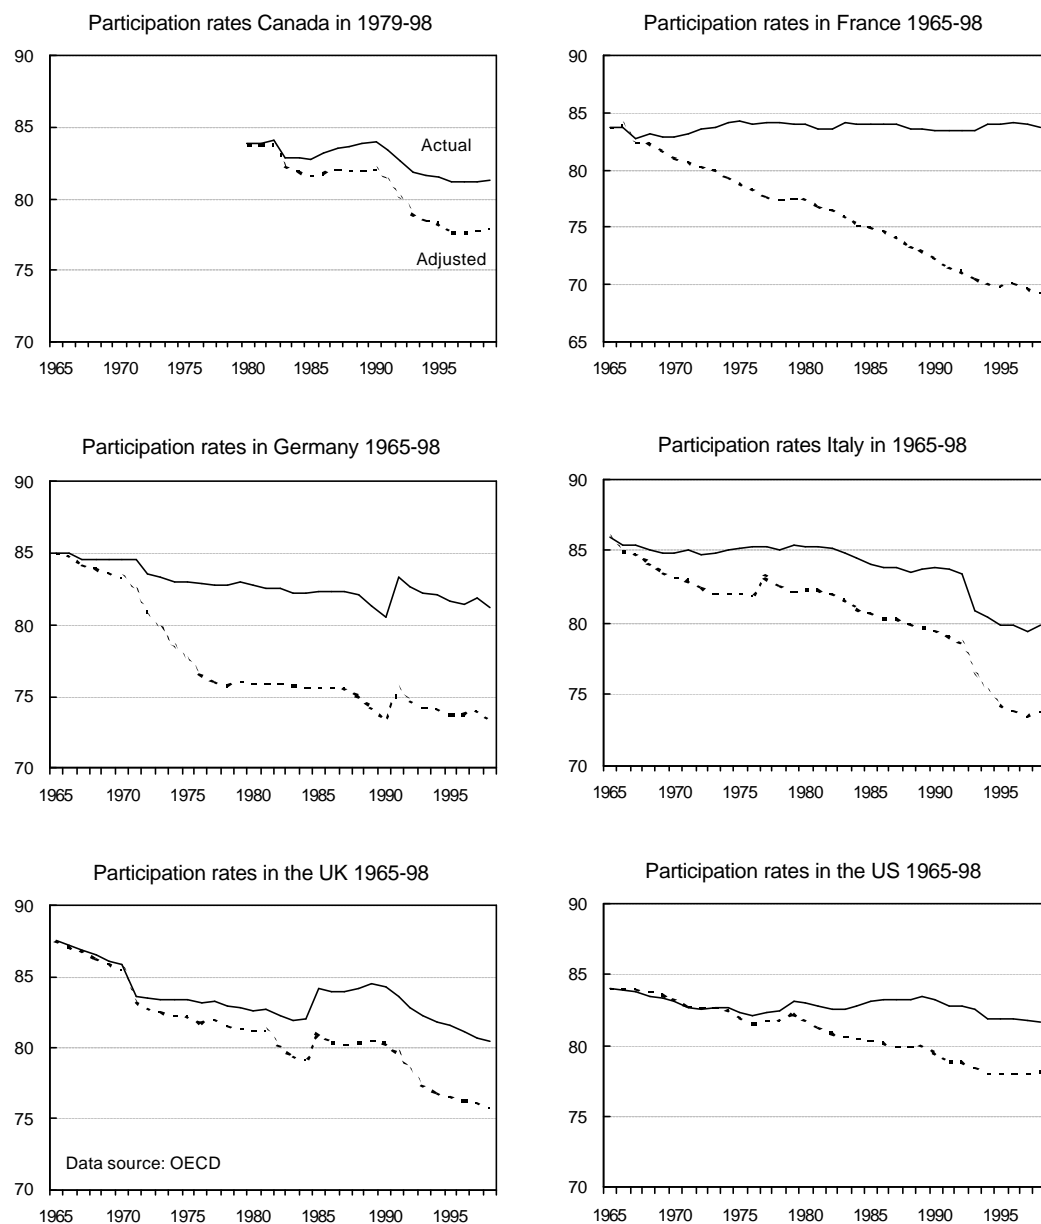 Participation rates Canada in 1979-98
90
85
80
75
70
Actual
Adjusted
1965 1970 1975 1980 1985 1990 1995
Participation rates in France 1965-98
90
85
80
75
70
65
1965 1970 1975 1980 1985 1990 1995
Participation rates in Germany 1965-98
90
85
80
75
70
1965 1970 1975 1980 1985 1990 1995
Participation rates Italy in 1965-98
90
85
80
75
70
1965 1970 1975 1980 1985 1990 1995
Participation rates in the UK 1965-98
90
85
80
75
70
Data source: OECD
1965 1970 1975 1980 1985 1990 1995
Participation rates in the US 1965-98
90
85
80
75
70
1965 1970 1975 1980 1985 1990 1995